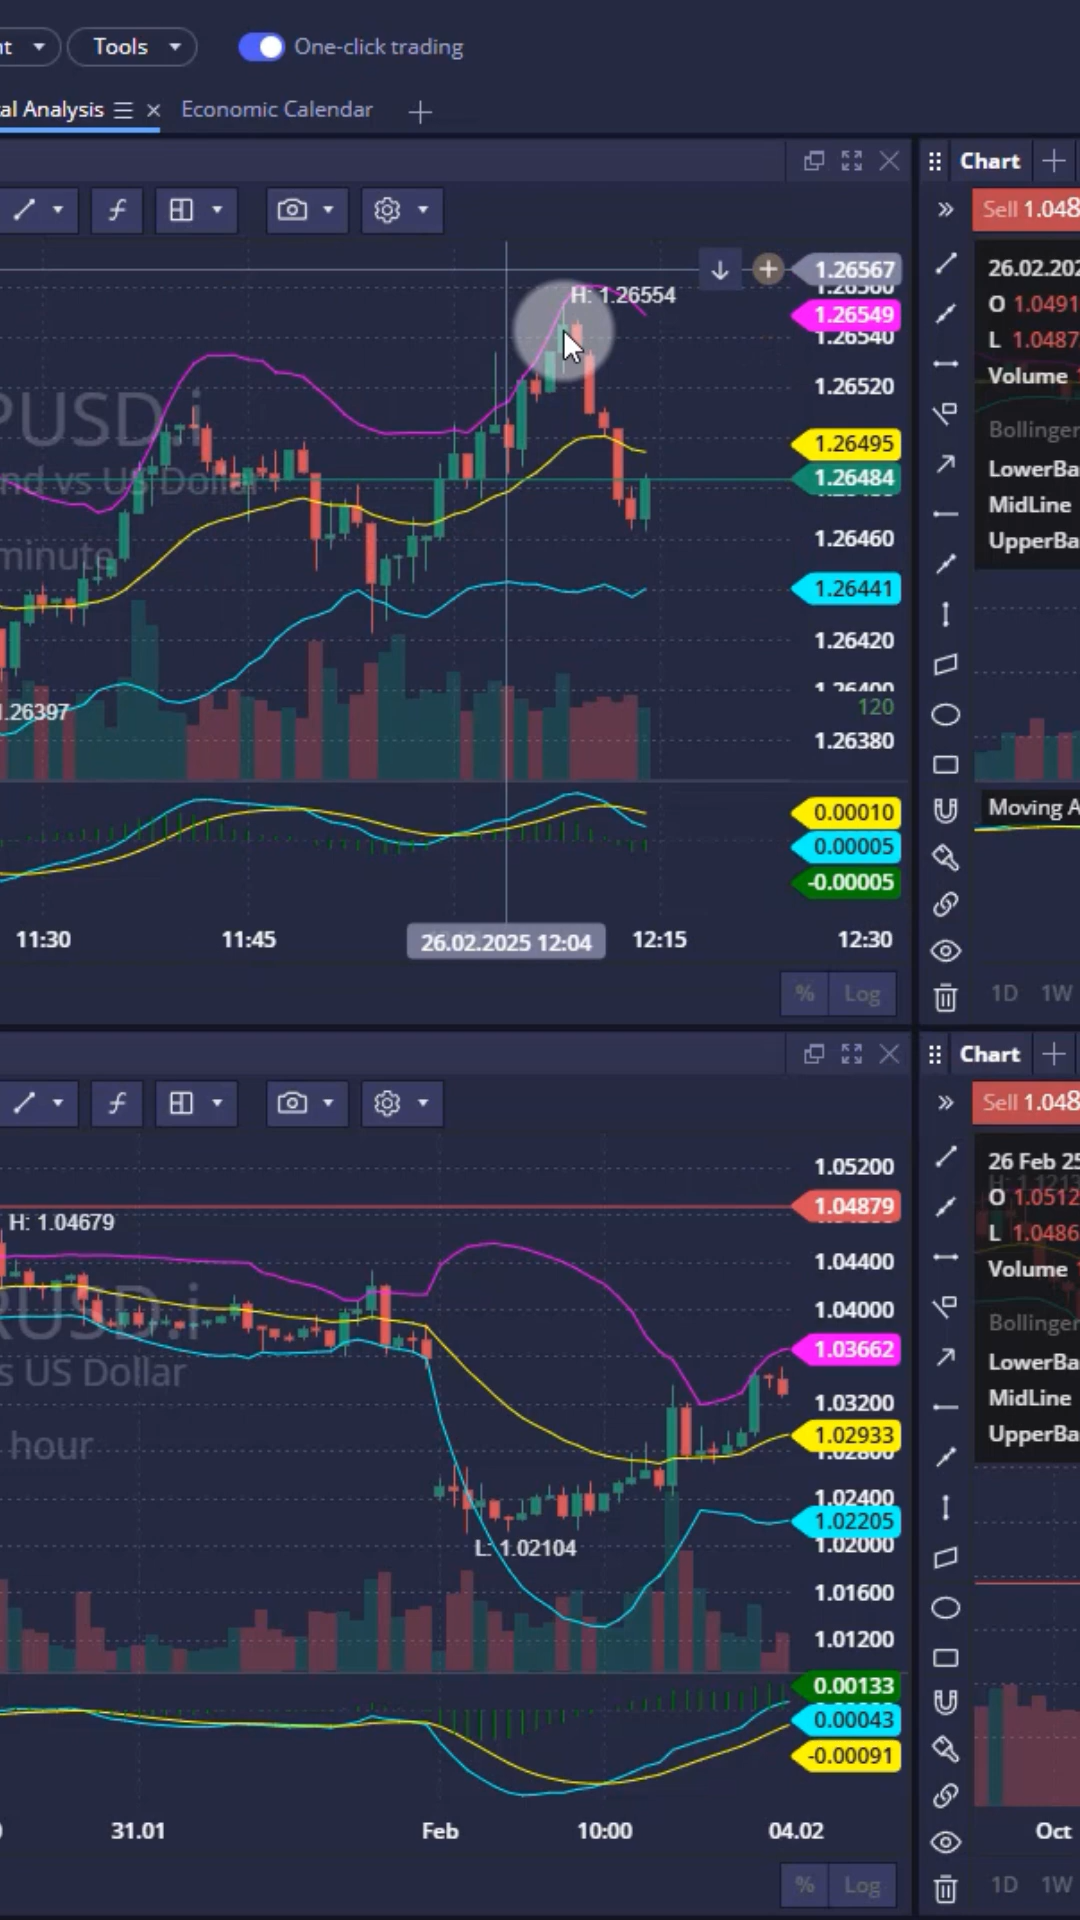 nt
Tools
One-click trading
al Analysis
Economic Calendar
Chart
Sell 1.048
1.26567
H: 1.26554
1.26549
1.26540
1.26520
1.26495
1.26484
1.26460
1.26441
1.26420
1.26400
120
1.26380
PUSD.i
nd vs US Dollar
minute
1.26397
0.00010
0.00005
-0.00005
11:30
11:45
26.02.2025 12:04
12:15
12:30
%
Log
26.02.202
O 1.0491
L 1.0487
Volume
Bollinger
LowerBa
MidLine
UpperBa
Moving A
1D
1W
Chart
Sell 1.048
1.05200
1.04879
H: 1.04679
1.04400
1.04000
1.03662
1.03200
1.02933
1.02800
1.02400
1.02205
1.02000
L: 1.02104
1.01600
1.01200
RUSD.i
s US Dollar
hour
0.00133
0.00043
-0.00091
31.01
Feb
10:00
04.02
%
Log
26 Feb 25
O 1.0512
L 1.0486
Volume
Bollinger
LowerBa
MidLine
UpperBa
Oct
1D
1W